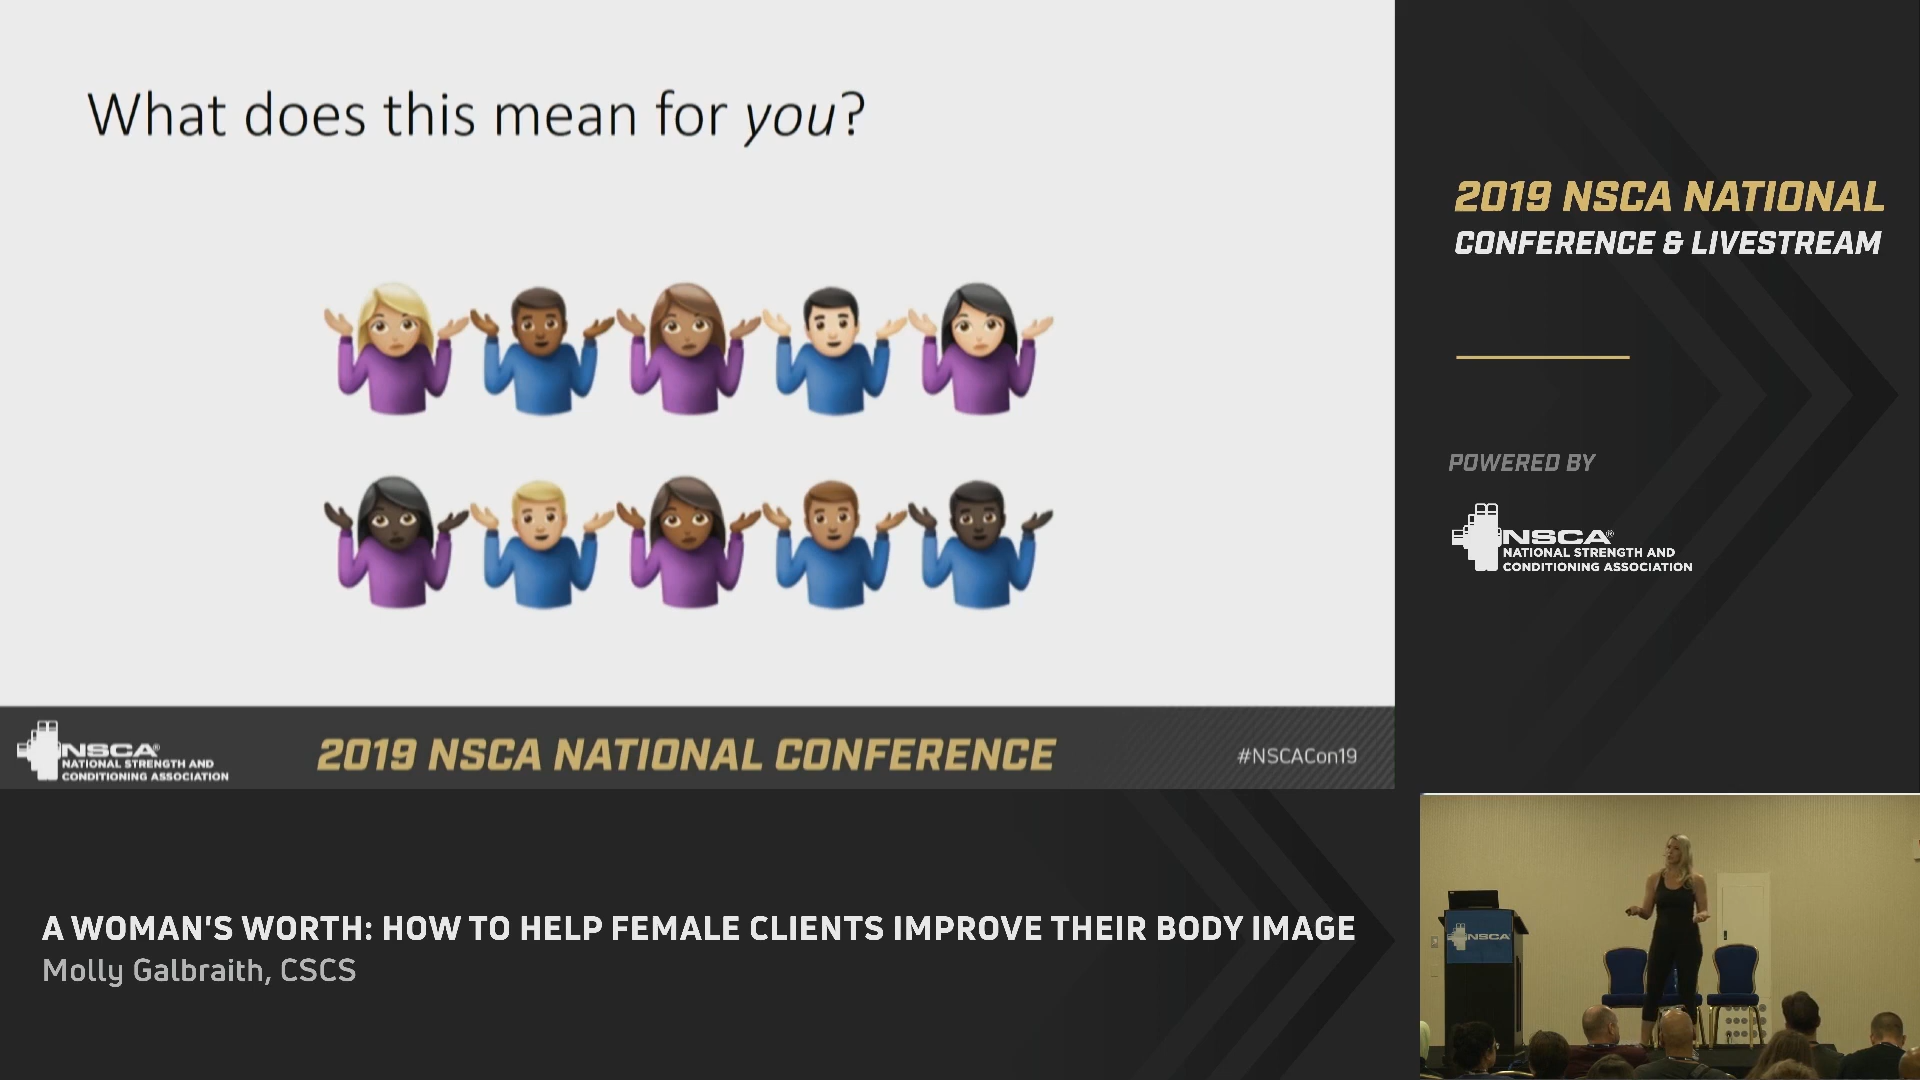 What does this mean for you?
NSCA®
NATIONAL STRENGTH AND
CONDITIONING ASSOCIATION
2019 NSCA NATIONAL CONFERENCE
#NSCACon19
2019 NSCA NATIONAL
CONFERENCE & LIVESTREAM
POWERED BY
NSCA®
NATIONAL STRENGTH AND
CONDITIONING ASSOCIATION
A WOMAN'S WORTH: HOW TO HELP FEMALE CLIENTS IMPROVE THEIR BODY IMAGE
Molly Galbraith, CSCS
NSCA